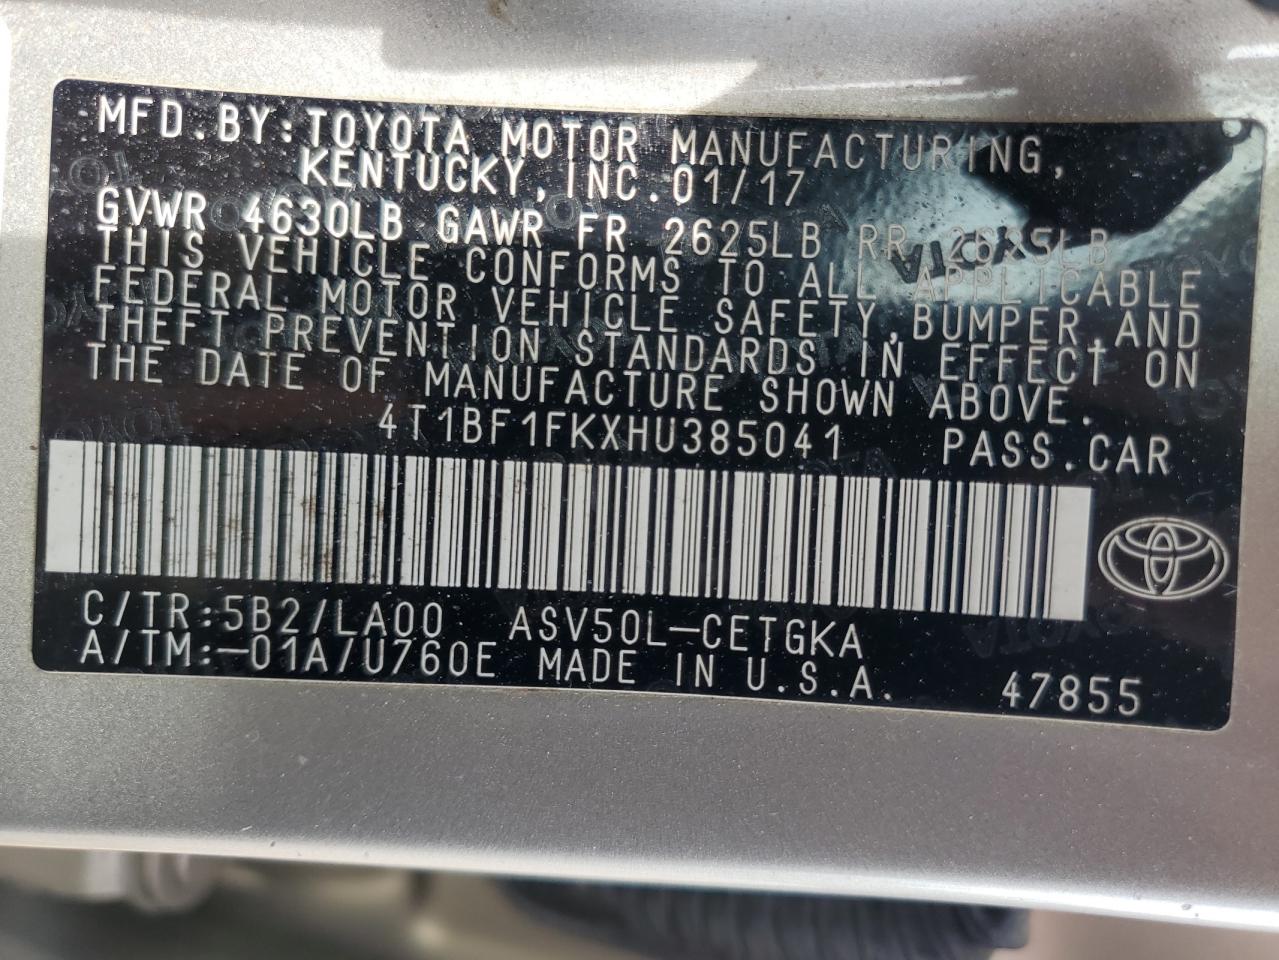 MFD.BY:TOYOTA MOTOR MANUFACTURING,
KENTUCKY, INC. 01/17
GVWR 4630LB GAWR FR 2625LB RR 2625LB
THIS VEHICLE CONFORMS TO ALL APPLICABLE
FEDERAL MOTOR VEHICLE SAFETY,BUMPER,AND
THEFT PREVENTION STANDARDS IN EFFECT ON
THE DATE OF MANUFACTURE SHOWN ABOVE.
4T1BF1FKXHU385041 PASS.CAR
C/TR:5B2/LA00 ASV50L-CETGKA
A/TM:-01A/U760E MADE IN U.S.A. 47855